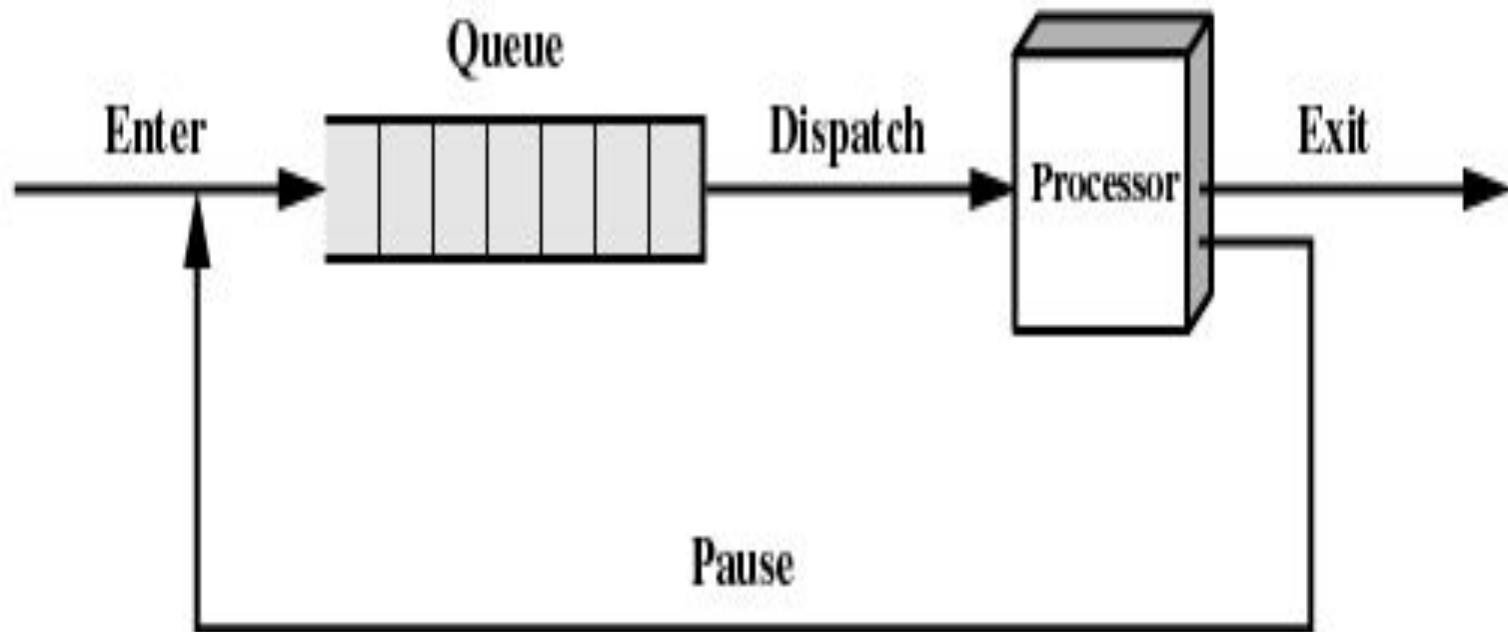 Queue
Enter
Dispatch
Processor
Exit
Pause